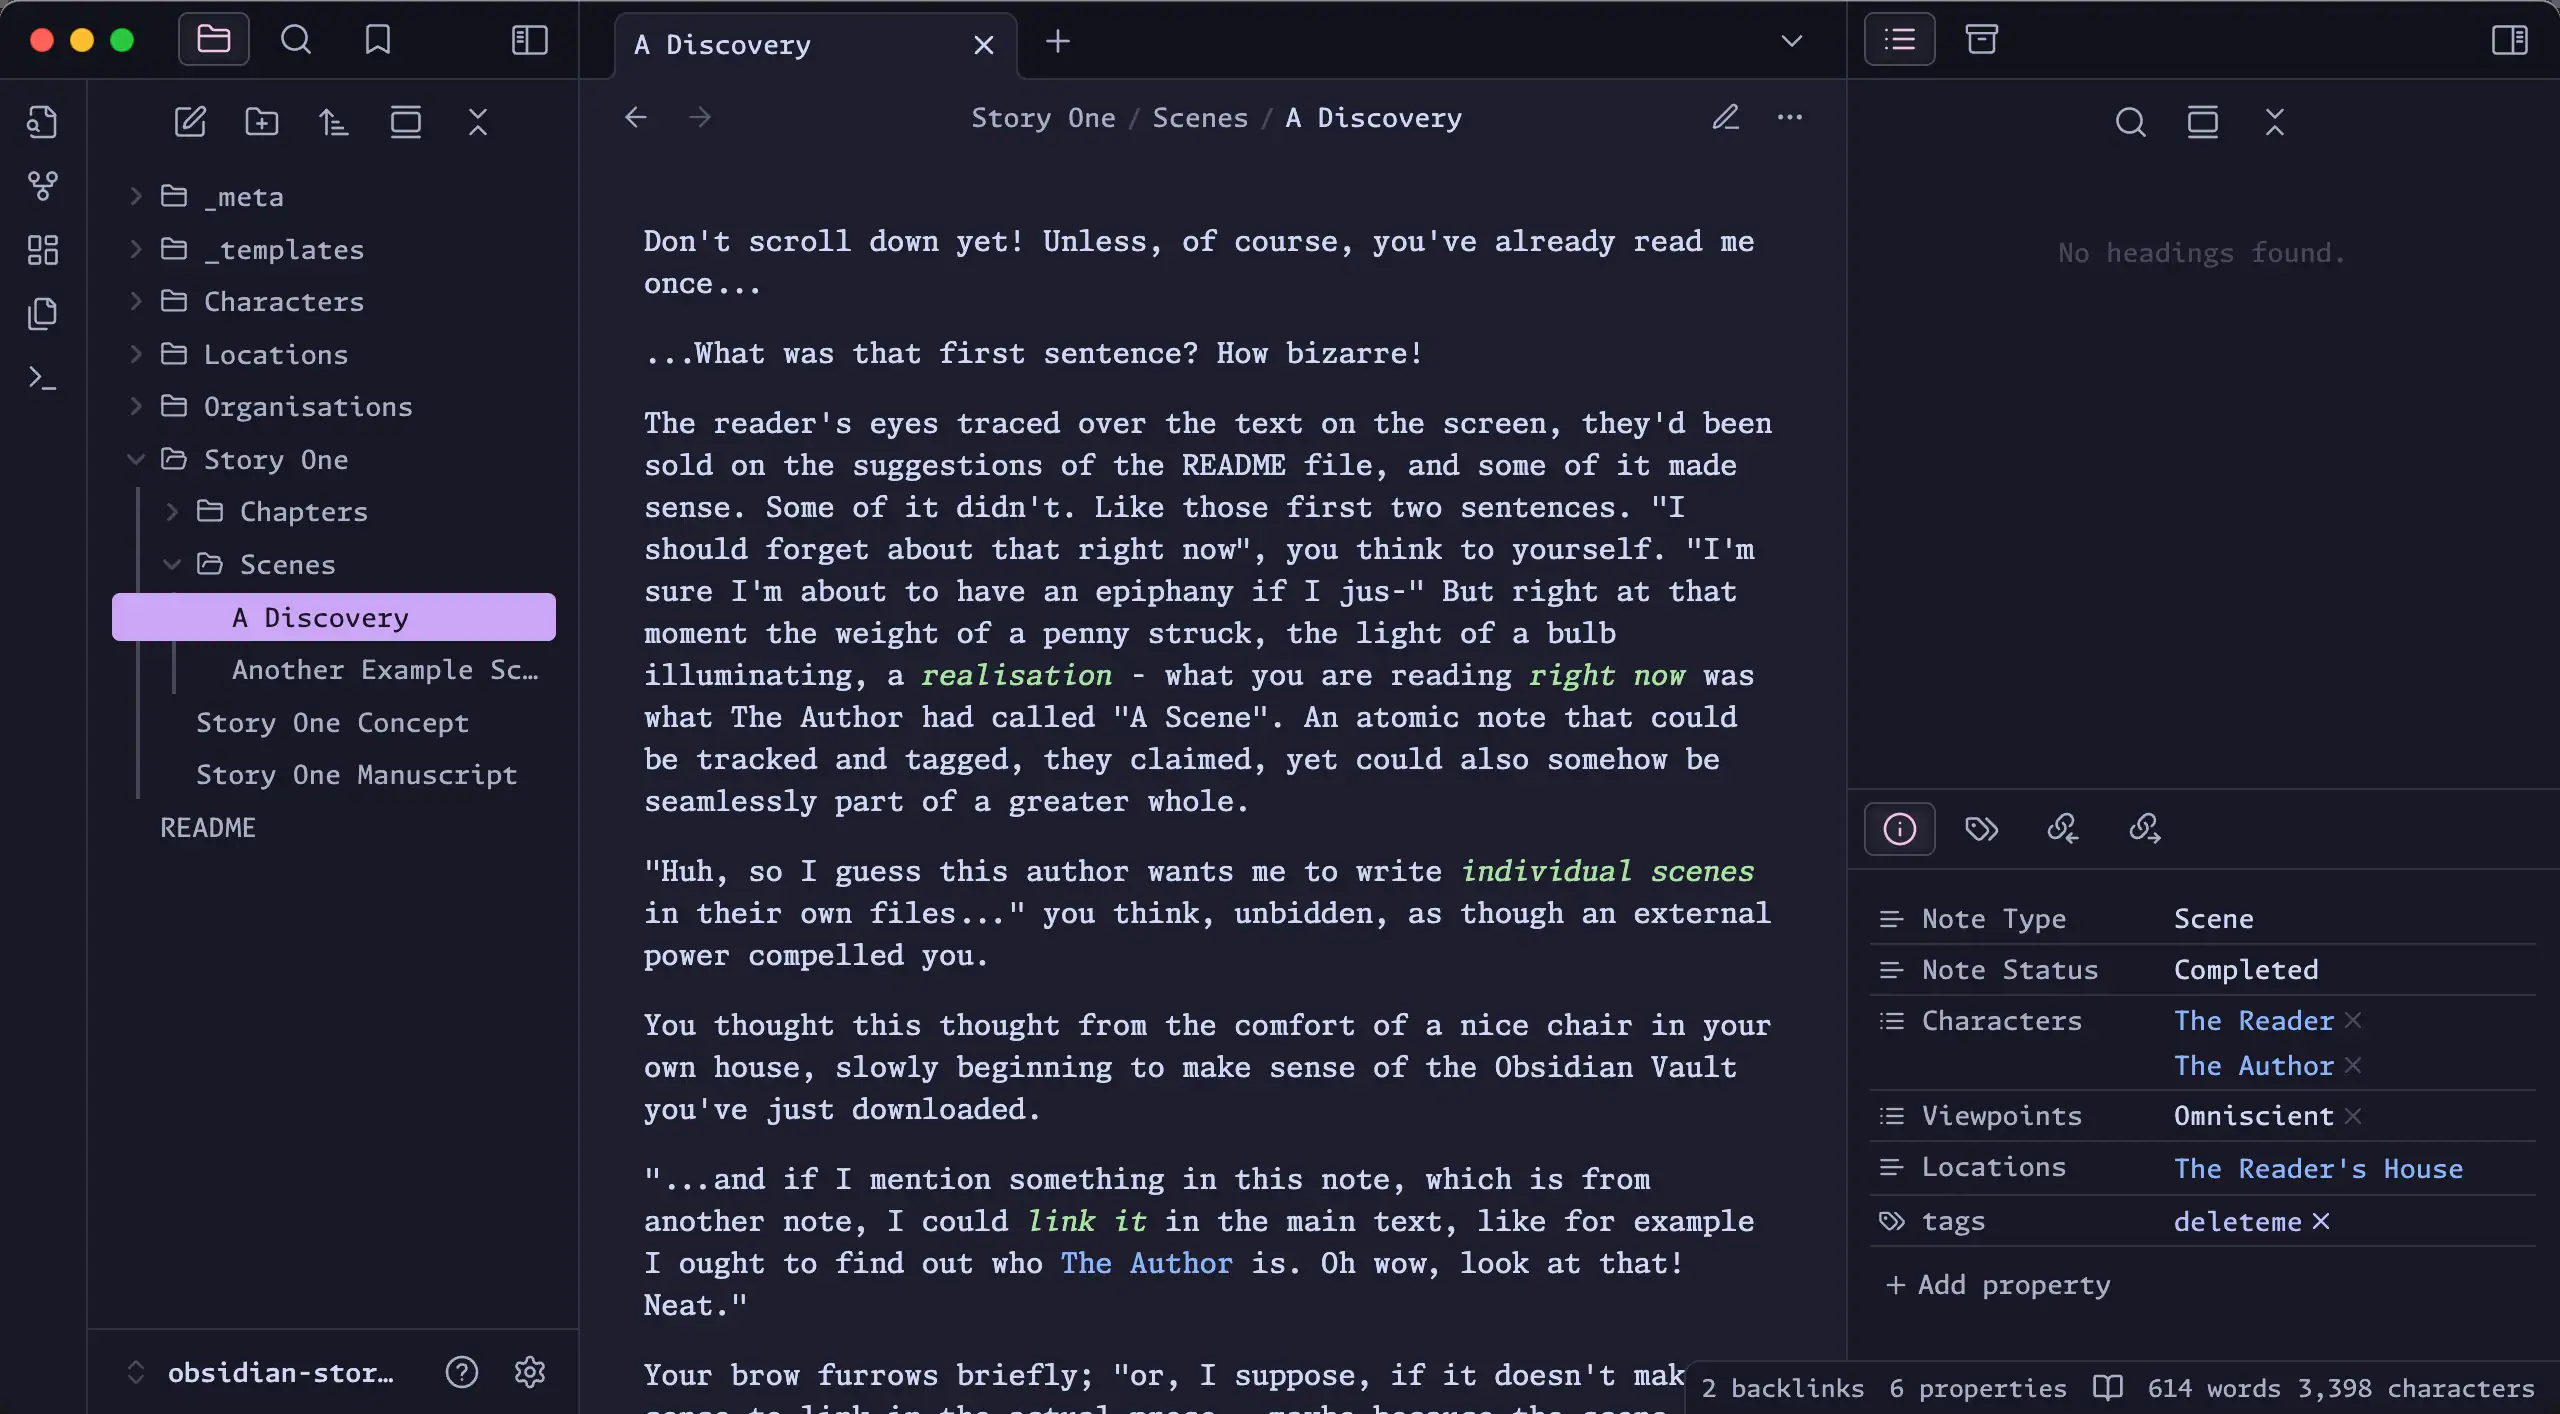 A Discovery
Story One / Scenes / A Discovery
_meta
_templates
Characters
Locations
Organisations
Story One
Chapters
Scenes
A Discovery
Another Example Sc…
Story One Concept
Story One Manuscript
README
obsidian-stor…
Don't scroll down yet! Unless, of course, you've already read me
once...
...What was that first sentence? How bizarre!
The reader's eyes traced over the text on the screen, they'd been
sold on the suggestions of the README file, and some of it made
sense. Some of it didn't. Like those first two sentences. "I
should forget about that right now", you think to yourself. "I'm
sure I'm about to have an epiphany if I jus-" But right at that
moment the weight of a penny struck, the light of a bulb
illuminating, a realisation - what you are reading right now was
what The Author had called "A Scene". An atomic note that could
be tracked and tagged, they claimed, yet could also somehow be
seamlessly part of a greater whole.
"Huh, so I guess this author wants me to write individual scenes
in their own files..." you think, unbidden, as though an external
power compelled you.
You thought this thought from the comfort of a nice chair in your
own house, slowly beginning to make sense of the Obsidian Vault
you've just downloaded.
"...and if I mention something in this note, which is from
another note, I could link it in the main text, like for example
I ought to find out who The Author is. Oh wow, look at that!
Neat."
Your brow furrows briefly; "or, I suppose, if it doesn't mak
No headings found.
Note Type Scene
Note Status Completed
Characters The Reader
The Author
Viewpoints Omniscient
Locations The Reader's House
tags deleteme
Add property
2 backlinks 6 properties 614 words 3,398 characters